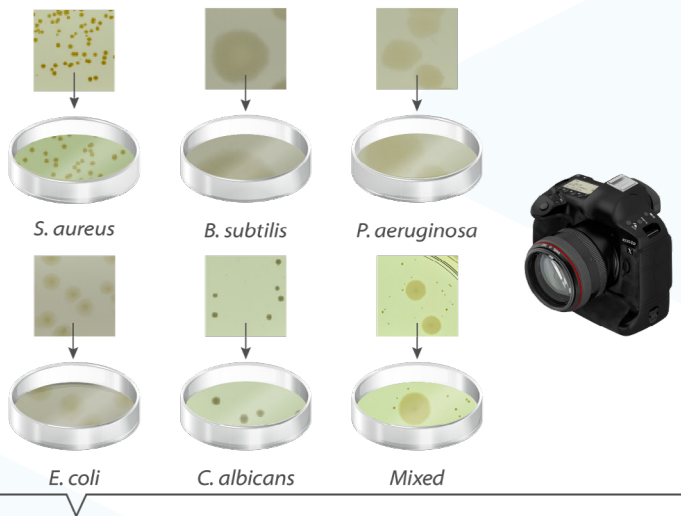 S. aureus
B. subtilis
P. aeruginosa
E. coli
C. albicans
Mixed